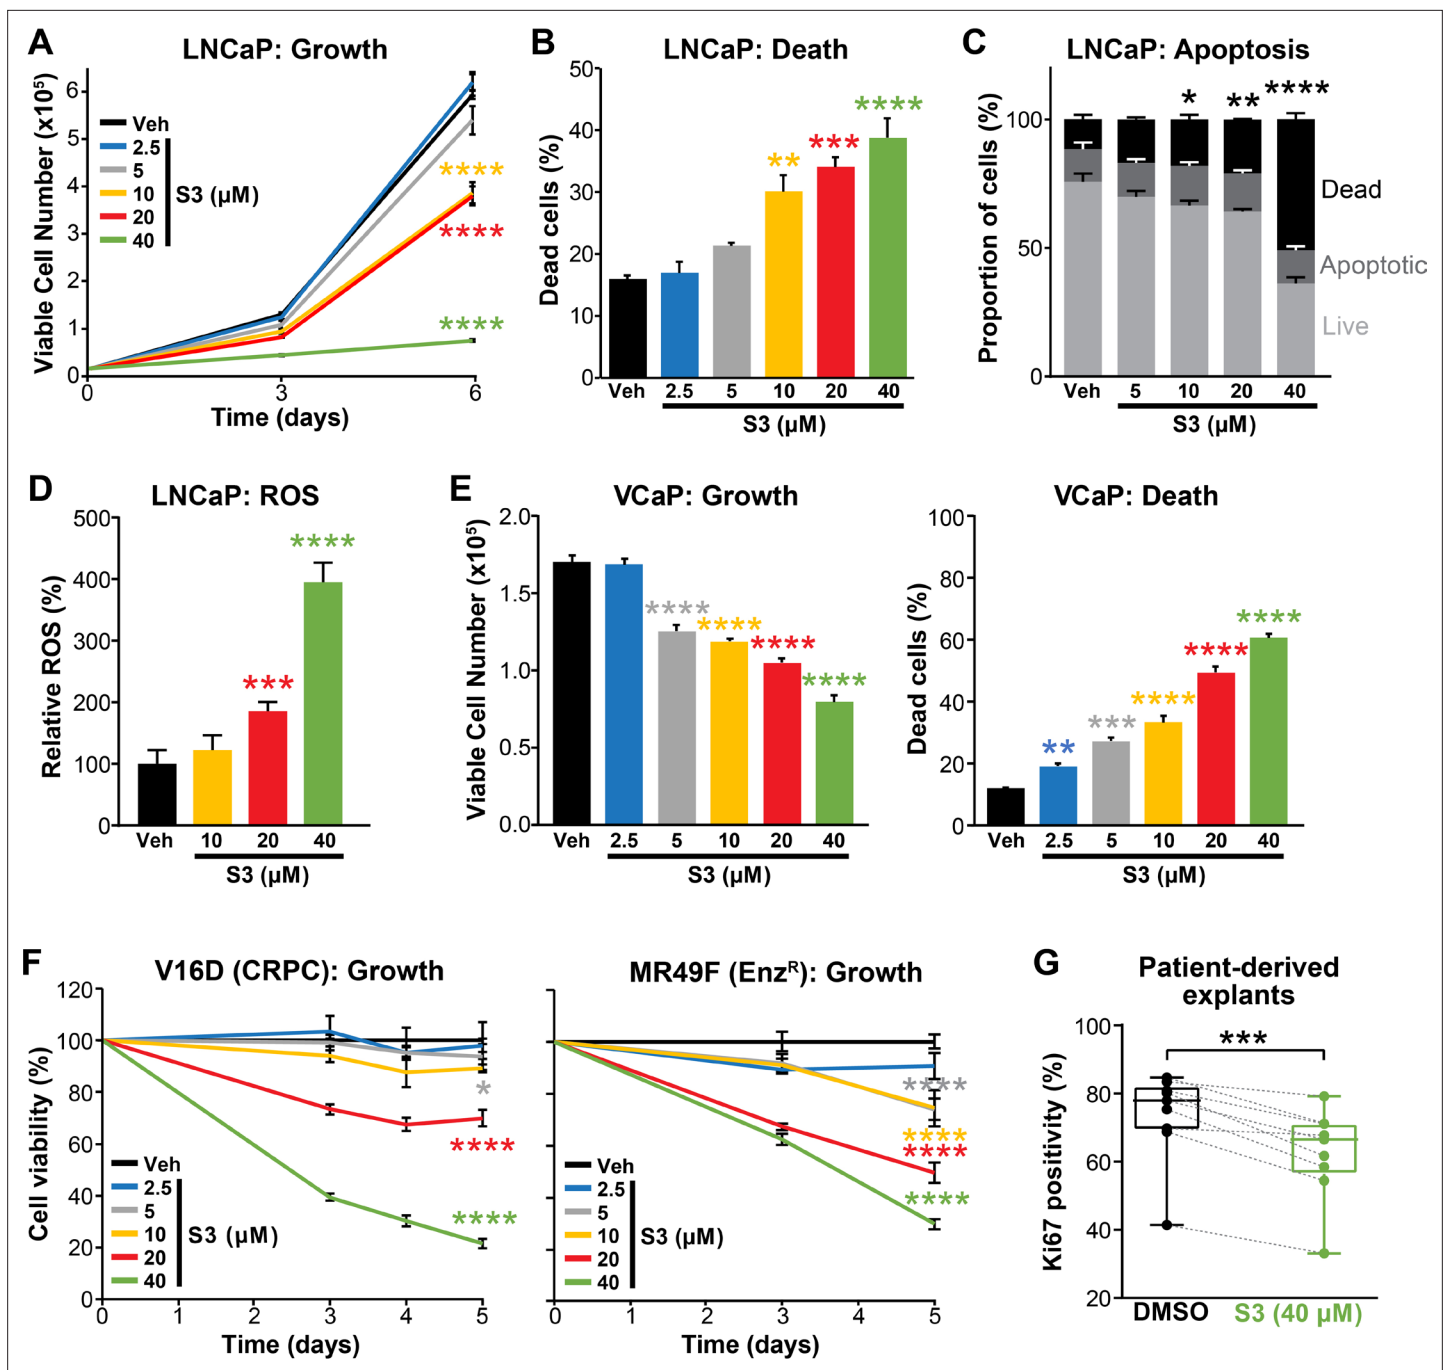 A
LNCaP: Growth
Viable Cell Number (x10⁵)
6
5
4
3
2
1
0
Veh
2.5
5
10
20
40
S3 (µM)
****
****
****
0
3
6
Time (days)
B
LNCaP: Death
Dead cells (%)
50
40
30
20
10
0
**
***
****
Veh
2.5
5
10
20
40
S3 (µM)
C
LNCaP: Apoptosis
Proportion of cells (%)
100
50
0
*
**
****
Dead
Apoptotic
Live
Veh
5
10
20
40
S3 (µM)
D
LNCaP: ROS
Relative ROS (%)
500
400
300
200
100
0
***
****
Veh
10
20
40
S3 (µM)
E
VCaP: Growth
Viable Cell Number (x10⁵)
2.0
1.5
1.0
0.5
0.0
****
****
****
****
Veh
2.5
5
10
20
40
S3 (µM)
VCaP: Death
Dead cells (%)
100
80
60
40
20
0
**
***
****
****
****
Veh
2.5
5
10
20
40
S3 (µM)
F
V16D (CRPC): Growth
Cell viability (%)
120
100
80
60
40
20
0
*
****
****
Veh
2.5
5
10
20
40
S3 (µM)
0
1
2
3
4
5
Time (days)
MR49F (Enzᴿ): Growth
****
****
****
****
Veh
2.5
5
10
20
40
S3 (µM)
0
1
2
3
4
5
Time (days)
G
Patient-derived
explants
Ki67 positivity (%)
100
80
60
40
20
***
DMSO
S3 (40 µM)